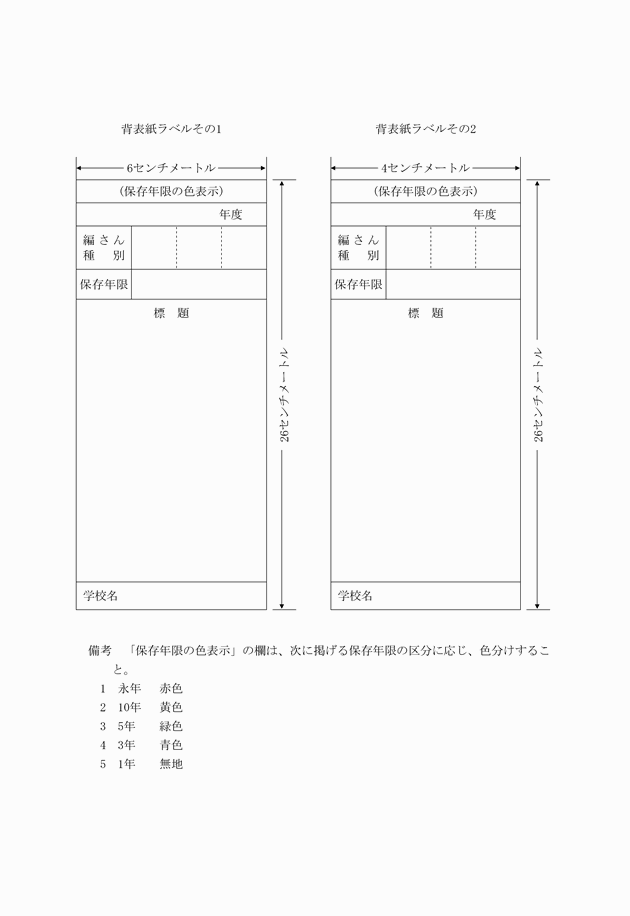 背表紙ラベルその1
6センチメートル
(保存年限の色表示)
年度
編さん
種　別
保存年限
標　題
26センチメートル
学校名
背表紙ラベルその2
4センチメートル
(保存年限の色表示)
年度
編さん
種　別
保存年限
標　題
26センチメートル
学校名
備考　「保存年限の色表示」の欄は、次に掲げる保存年限の区分に応じ、色分けするこ
と。
1　永年　赤色
2　10年　黄色
3　5年　緑色
4　3年　青色
5　1年　無地